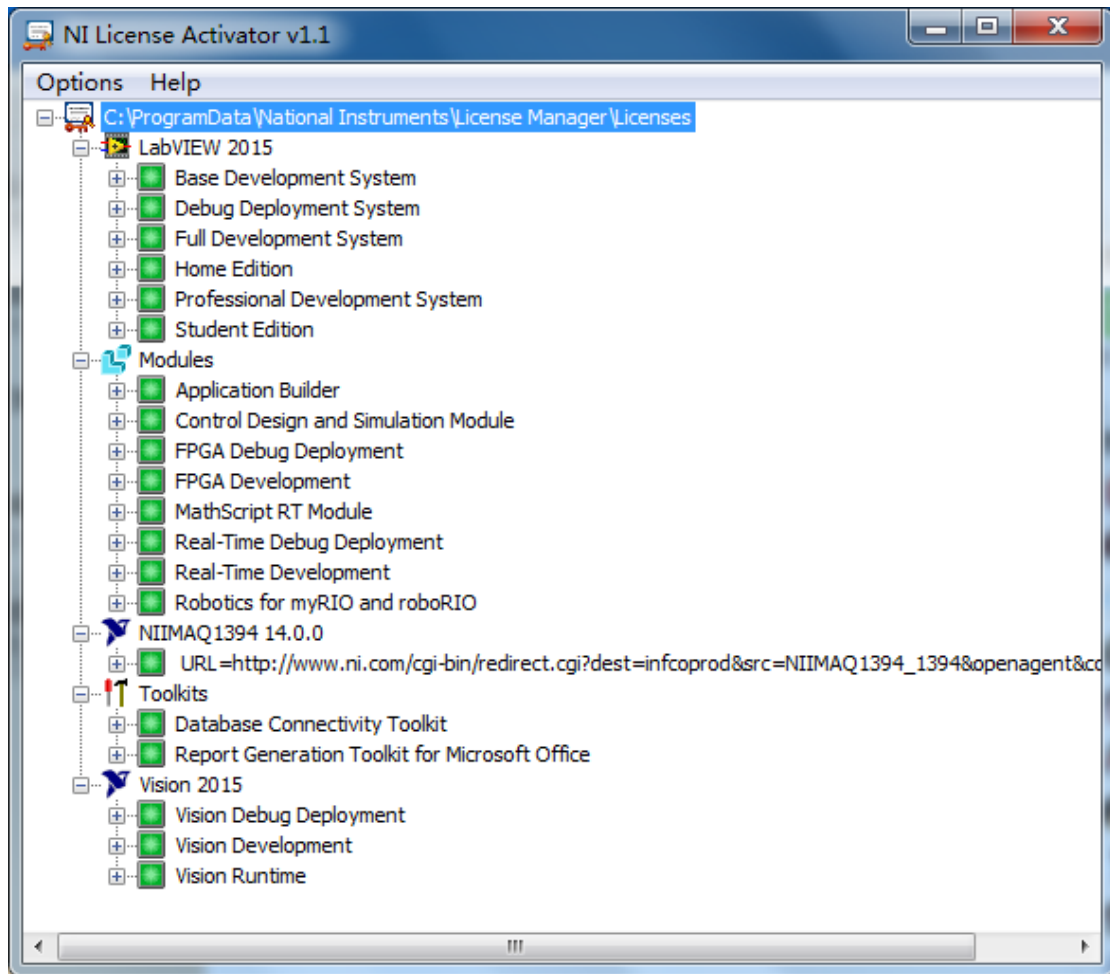 NI License Activator v1.1
Options Help
C:\ProgramData\National Instruments\License Manager\Licenses
LabVIEW 2015
Base Development System
Debug Deployment System
Full Development System
Home Edition
Professional Development System
Student Edition
Modules
Application Builder
Control Design and Simulation Module
FPGA Debug Deployment
FPGA Development
MathScript RT Module
Real-Time Debug Deployment
Real-Time Development
Robotics for myRIO and roboRIO
NIIMAQ1394 14.0.0
URL=http://www.ni.com/cgi-bin/redirect.cgi?dest=infcoprod&src=NIIMAQ1394_1394&openagent&co
Toolkits
Database Connectivity Toolkit
Report Generation Toolkit for Microsoft Office
Vision 2015
Vision Debug Deployment
Vision Development
Vision Runtime